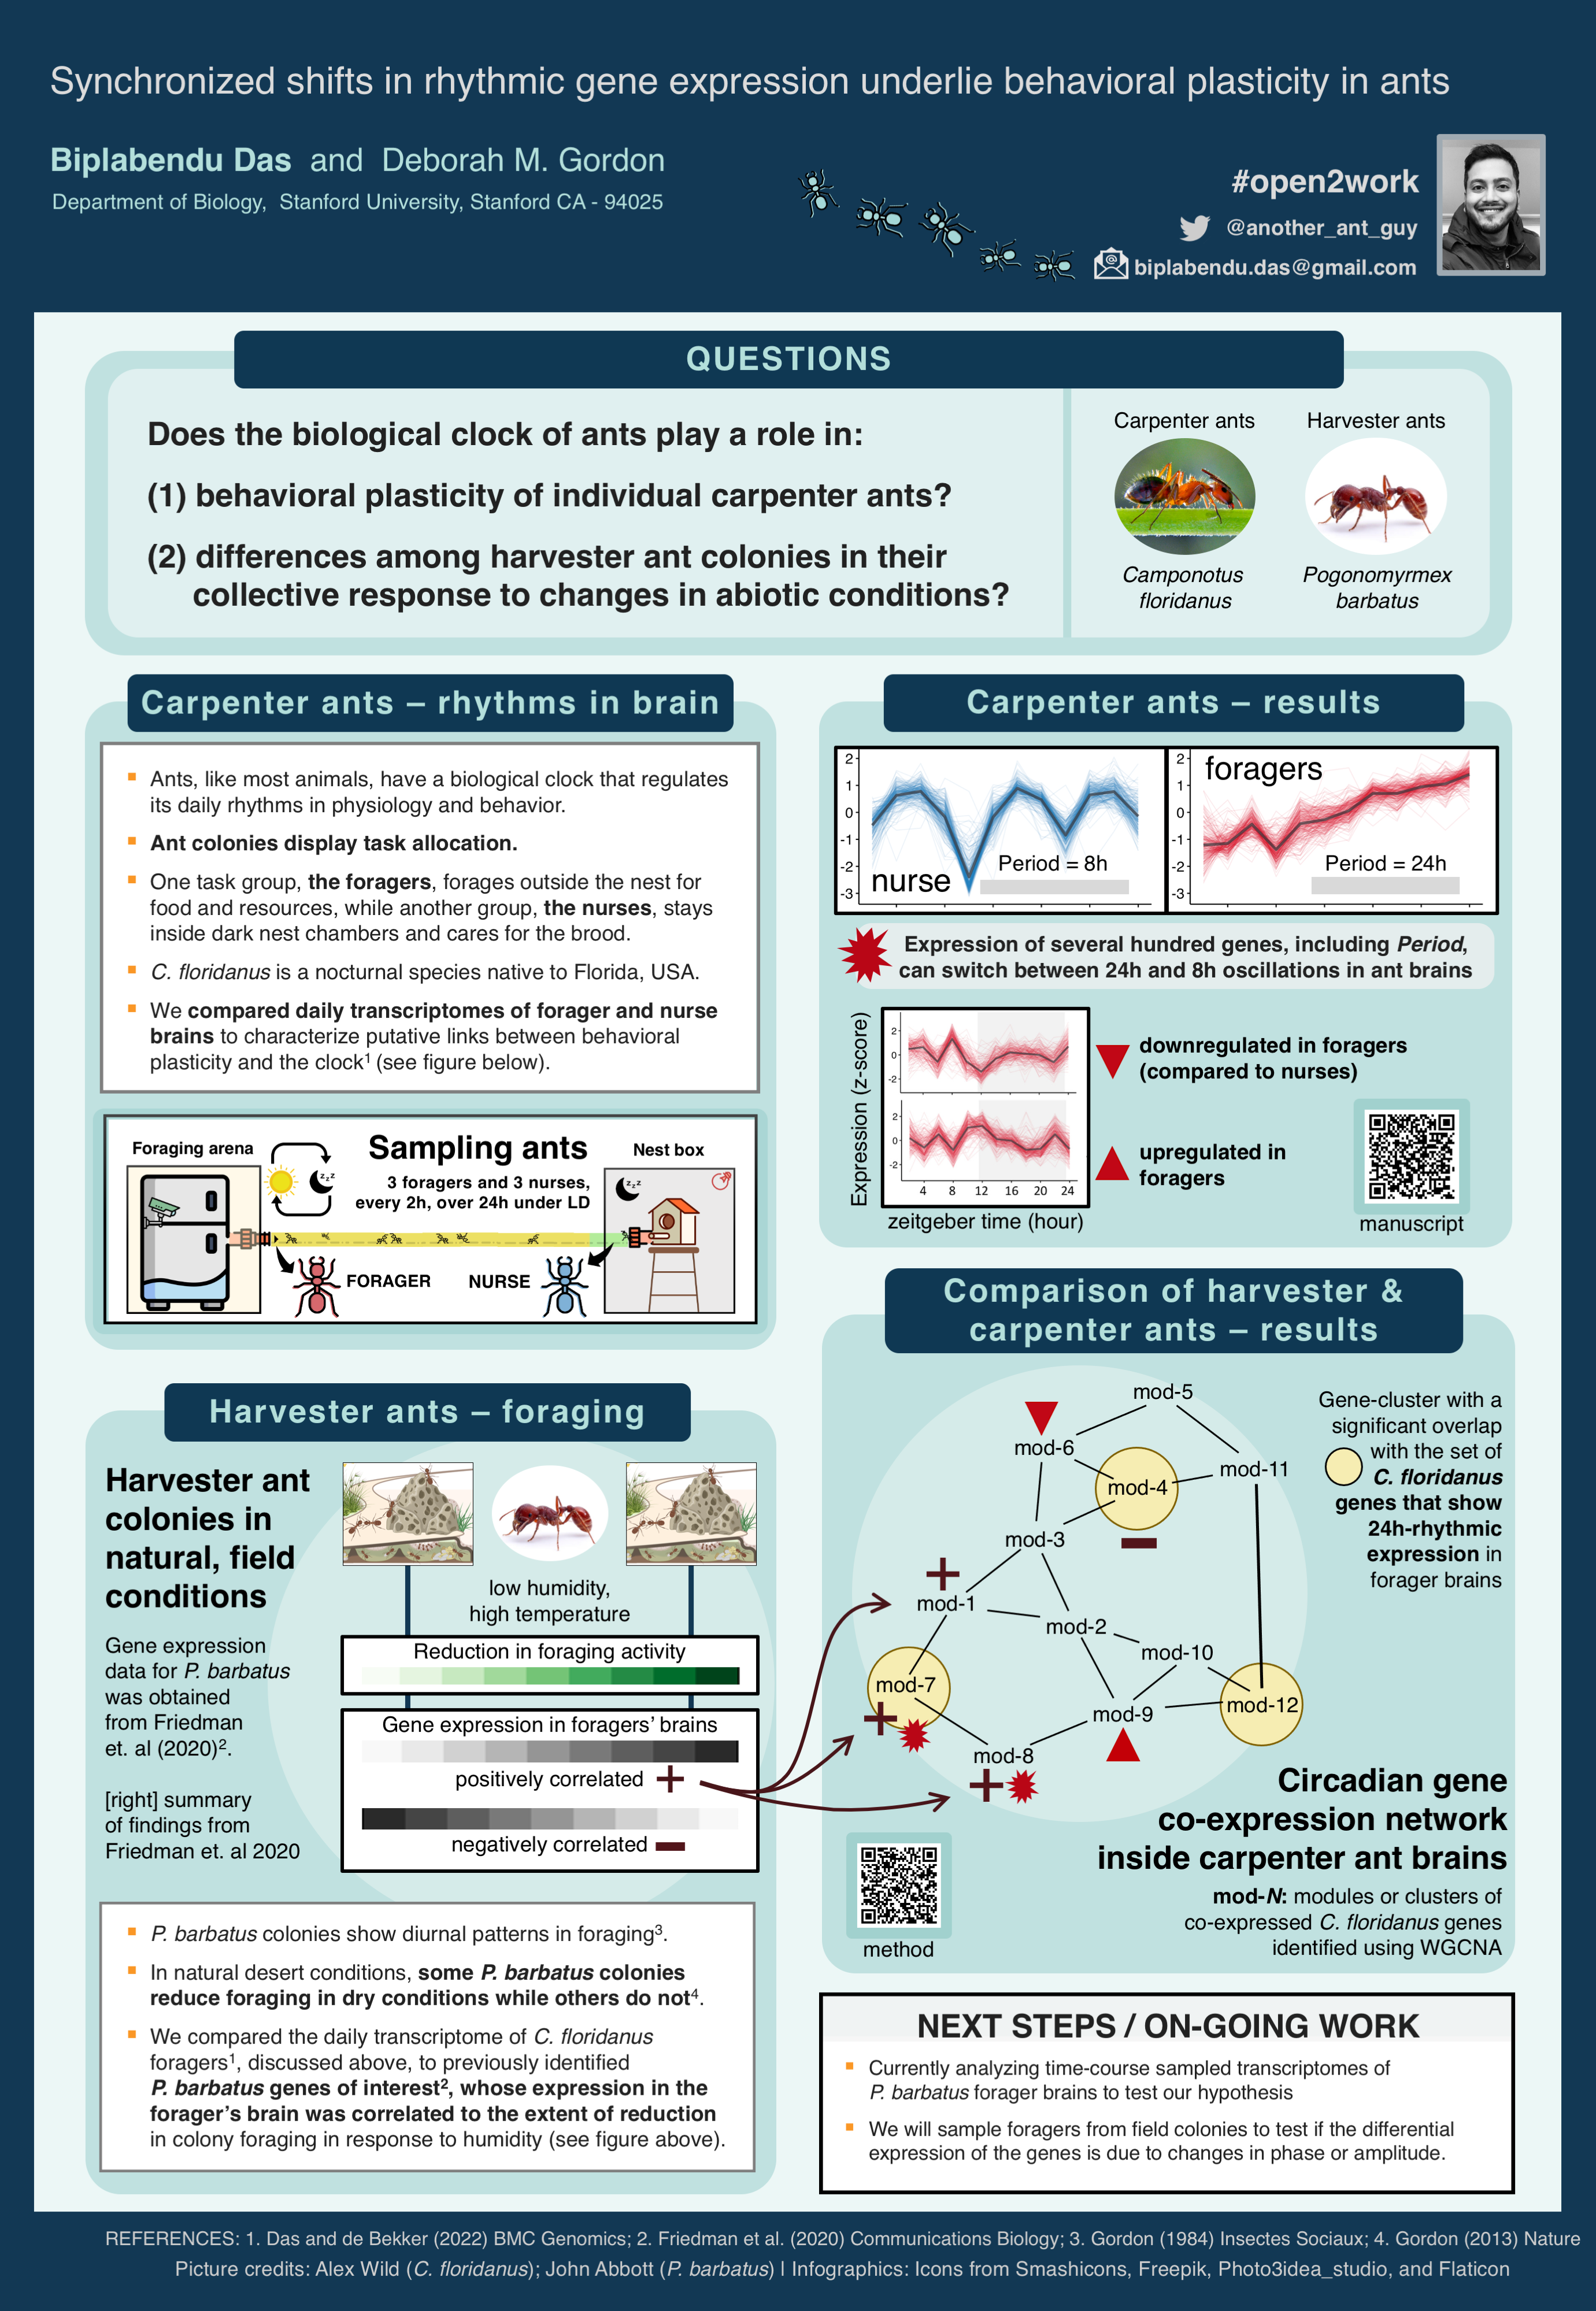 Synchronized shifts in rhythmic gene expression underlie behavioral plasticity in ants
Biplabendu Das and Deborah M. Gordon
Department of Biology, Stanford University, Stanford CA - 94025
#open2work
@another_ant_guy
biplabendu.das@gmail.com
QUESTIONS
Does the biological clock of ants play a role in:
(1) behavioral plasticity of individual carpenter ants?
(2) differences among harvester ant colonies in their
collective response to changes in abiotic conditions?
Carpenter ants
Harvester ants
Camponotus
floridanus
Pogonomyrmex
barbatus
Carpenter ants – rhythms in brain
Ants, like most animals, have a biological clock that regulates
its daily rhythms in physiology and behavior.
Ant colonies display task allocation.
One task group, the foragers, forages outside the nest for
food and resources, while another group, the nurses, stays
inside dark nest chambers and cares for the brood.
C. floridanus is a nocturnal species native to Florida, USA.
We compared daily transcriptomes of forager and nurse
brains to characterize putative links between behavioral
plasticity and the clock¹ (see figure below).
Foraging arena
Sampling ants
Nest box
3 foragers and 3 nurses,
every 2h, over 24h under LD
FORAGER
NURSE
Carpenter ants – results
2
1
0
-1
-2
-3
nurse
Period = 8h
2
1
0
-1
-2
-3
foragers
Period = 24h
Expression of several hundred genes, including Period,
can switch between 24h and 8h oscillations in ant brains
Expression (z-score)
2
0
-2
2
0
-2
4 8 12 16 20 24
zeitgeber time (hour)
downregulated in foragers
(compared to nurses)
upregulated in
foragers
manuscript
Harvester ants – foraging
Harvester ant
colonies in
natural, field
conditions
Gene expression
data for P. barbatus
was obtained
from Friedman
et. al (2020)².
[right] summary
of findings from
Friedman et. al 2020
low humidity,
high temperature
Reduction in foraging activity
Gene expression in foragers’ brains
positively correlated +
negatively correlated
P. barbatus colonies show diurnal patterns in foraging³.
In natural desert conditions, some P. barbatus colonies
reduce foraging in dry conditions while others do not⁴.
We compared the daily transcriptome of C. floridanus
foragers¹, discussed above, to previously identified
P. barbatus genes of interest², whose expression in the
forager’s brain was correlated to the extent of reduction
in colony foraging in response to humidity (see figure above).
Comparison of harvester &
carpenter ants – results
mod-5
mod-6
mod-4
mod-11
mod-3
mod-1
mod-2
mod-10
mod-7
mod-9
mod-12
mod-8
Gene-cluster with a
significant overlap
with the set of
C. floridanus
genes that show
24h-rhythmic
expression in
forager brains
Circadian gene
co-expression network
inside carpenter ant brains
mod-N: modules or clusters of
co-expressed C. floridanus genes
identified using WGCNA
method
NEXT STEPS / ON-GOING WORK
Currently analyzing time-course sampled transcriptomes of
P. barbatus forager brains to test our hypothesis
We will sample foragers from field colonies to test if the differential
expression of the genes is due to changes in phase or amplitude.
REFERENCES: 1. Das and de Bekker (2022) BMC Genomics; 2. Friedman et al. (2020) Communications Biology; 3. Gordon (1984) Insectes Sociaux; 4. Gordon (2013) Nature
Picture credits: Alex Wild (C. floridanus); John Abbott (P. barbatus) | Infographics: Icons from Smashicons, Freepik, Photo3idea_studio, and Flaticon